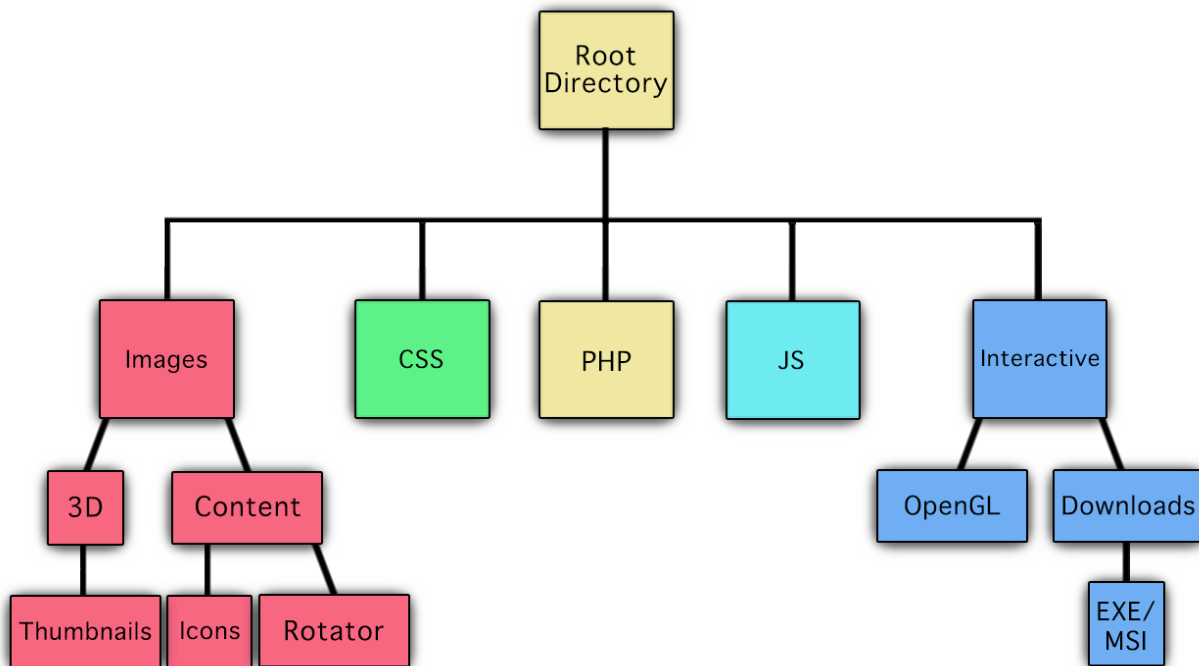 Root
Directory
Images
CSS
PHP
JS
Interactive
3D
Content
OpenGL
Downloads
Thumbnails
Icons
Rotator
EXE/
MSI